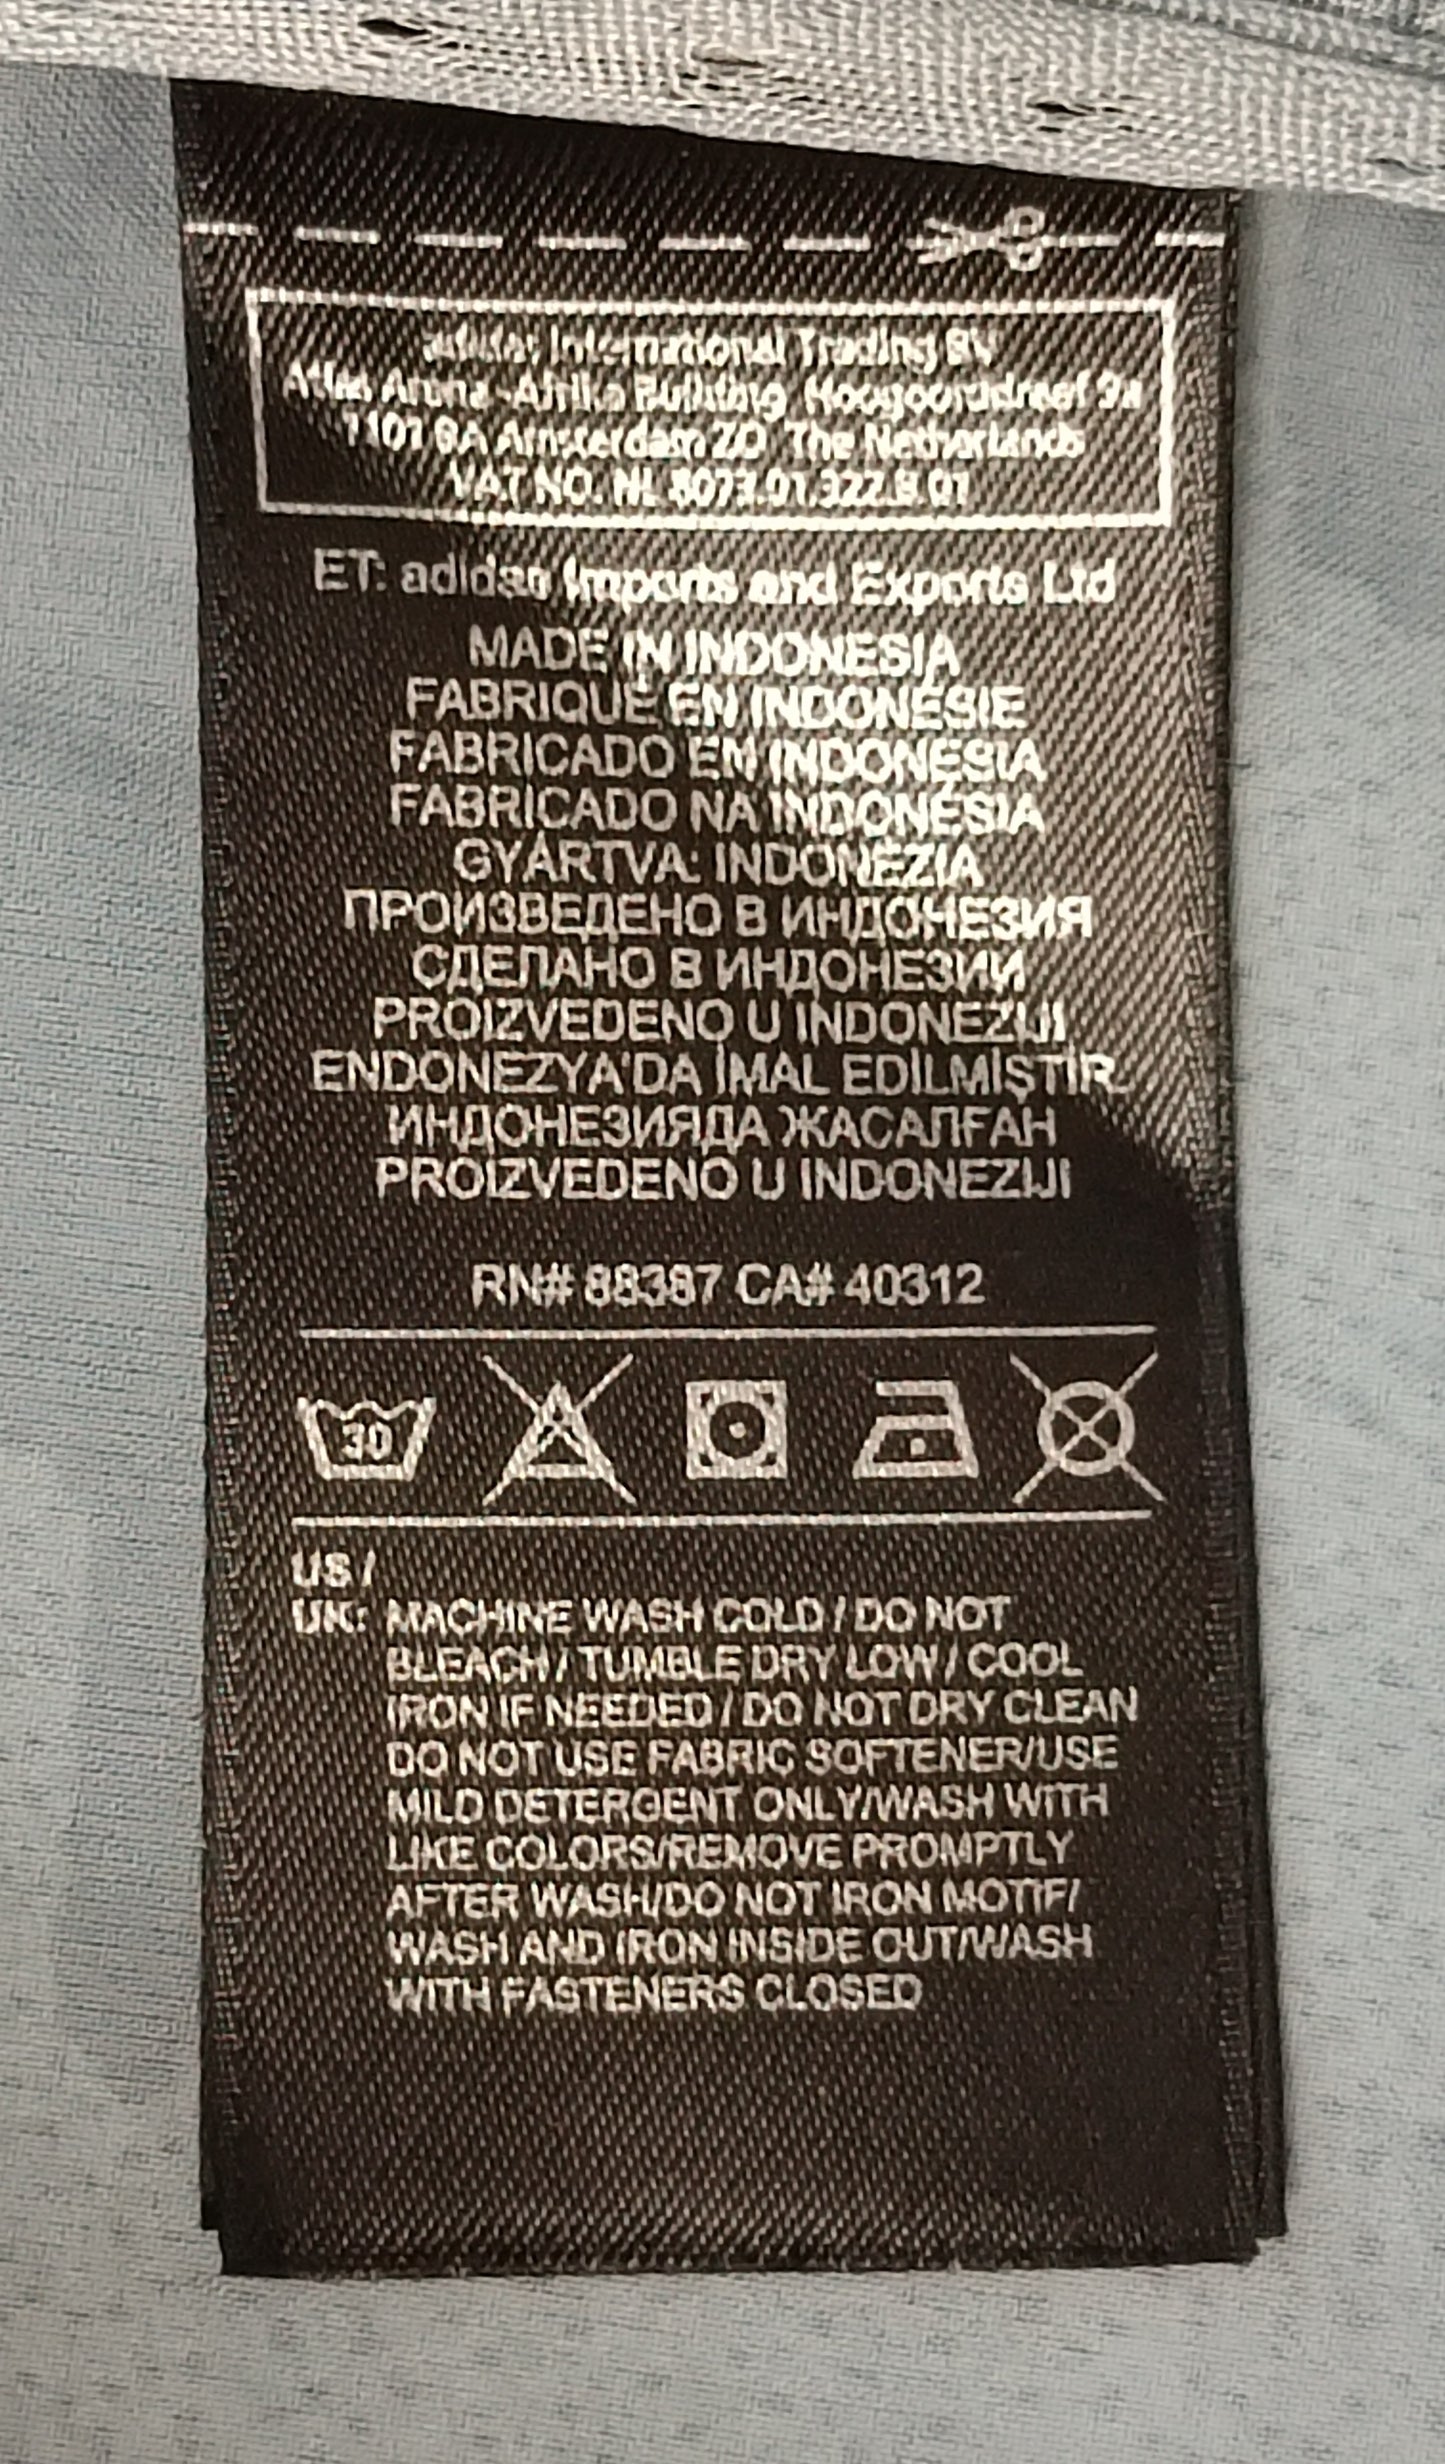 adidas International Trading BV
Atlas Arena -Afrika Building, Hoogoorddreef 9a
1101 BA Amsterdam ZO The Netherlands
VAT NO. NL 8073.01.322.B.01
ET: adidas Imports and Exports Ltd
MADE IN INDONESIA
FABRIQUÉ EN INDONÉSIE
FABRICADO EN INDONESIA
FABRICADO NA INDONÉSIA
GYÁRTVA: INDONÉZIA
ПРОИЗВЕДЕНО В ИНДОНЕЗИЯ
СДЕЛАНО В ИНДОНЕЗИИ
PROIZVEDENO U INDONEZIJI
ENDONEZYA'DA İMAL EDİLMİŞTİR.
ИНДОНЕЗИЯДА ЖАСАЛҒАН
PROIZVEDENO U INDONEZIJI
RN# 88387 CA# 40312
30
US /
UK: MACHINE WASH COLD / DO NOT
BLEACH / TUMBLE DRY LOW / COOL
IRON IF NEEDED / DO NOT DRY CLEAN
DO NOT USE FABRIC SOFTENER/USE
MILD DETERGENT ONLY/WASH WITH
LIKE COLORS/REMOVE PROMPTLY
AFTER WASH/DO NOT IRON MOTIF/
WASH AND IRON INSIDE OUT/WASH
WITH FASTENERS CLOSED